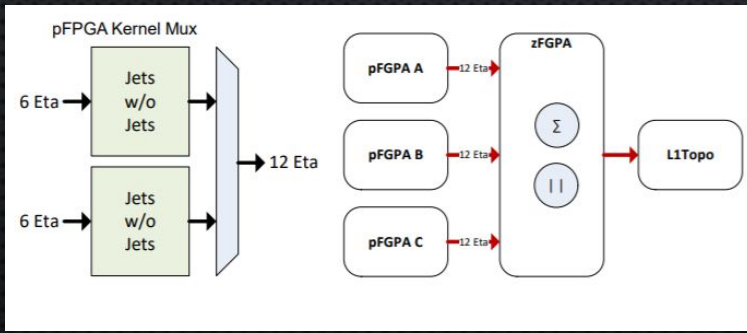 pFPGA Kernel Mux
6 Eta
Jets
w/o
Jets
6 Eta
Jets
w/o
Jets
12 Eta
pFGPA A
12 Eta
pFGPA B
12 Eta
pFGPA C
12 Eta
zFGPA
Σ
||
L1Topo